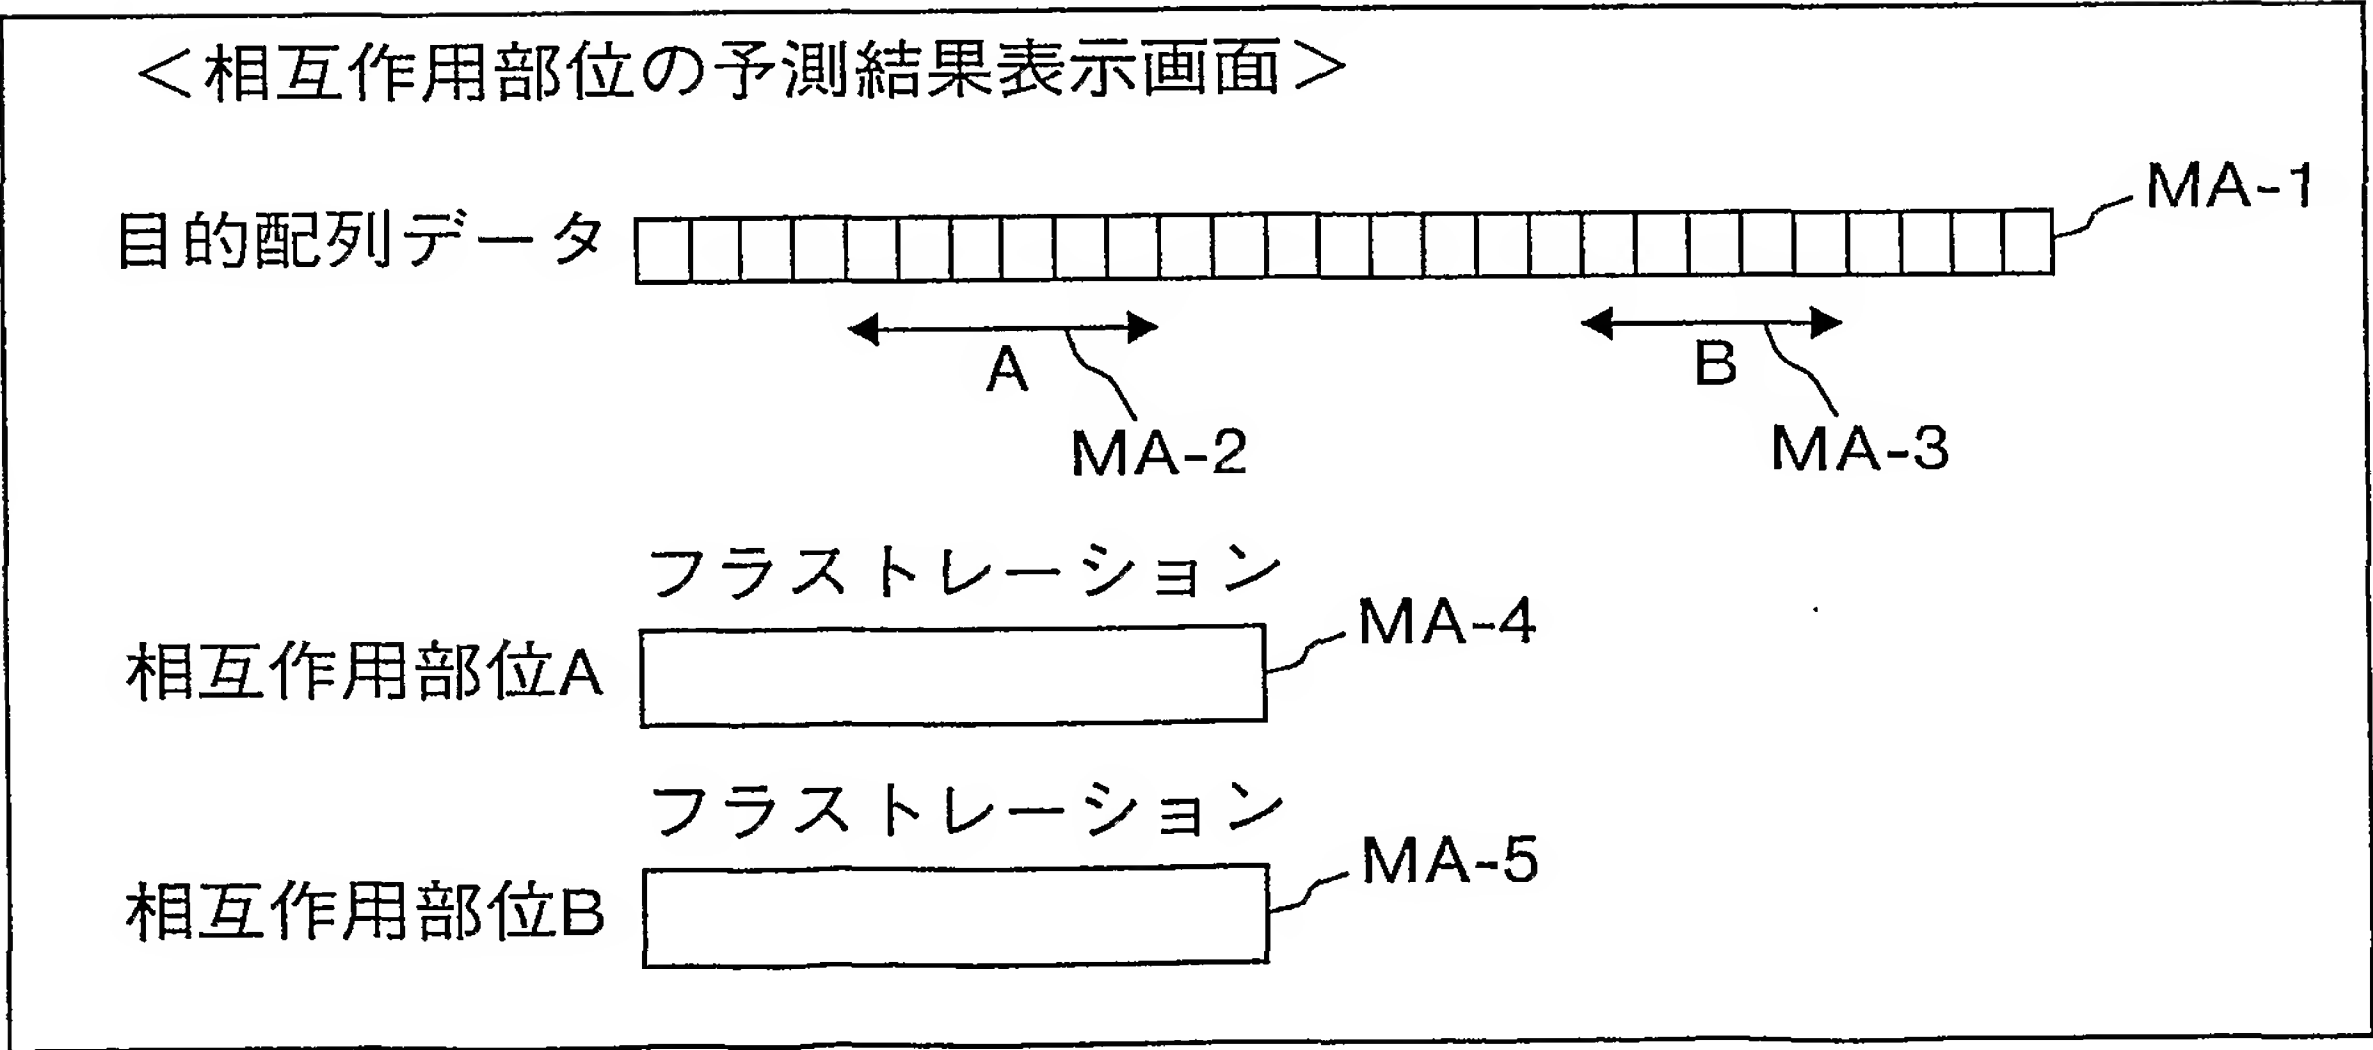 ＜相互作用部位の予測結果表示画面＞
目的配列データ
MA-1
A
B
MA-2
MA-3
フラストレーション
相互作用部位A
MA-4
フラストレーション
相互作用部位B
MA-5